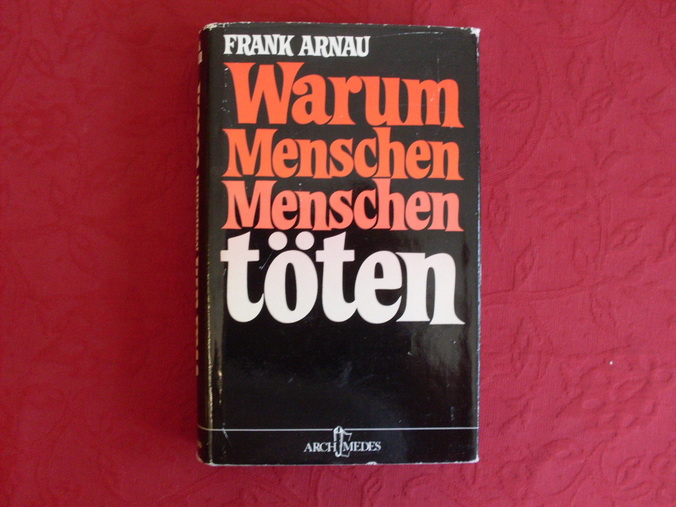 FRANK ARNAU
Warum
Menschen
Menschen
töten
ARCHIMEDES